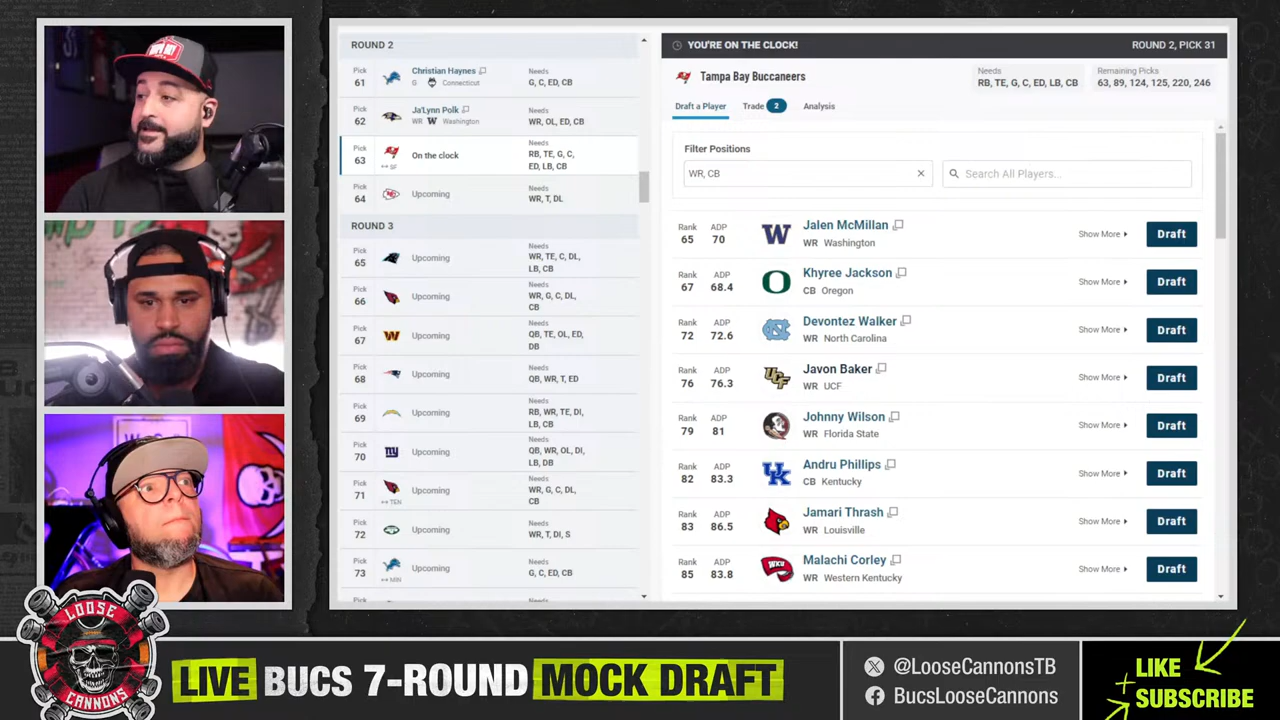 ROUND 2
Pick
61
Christian Haynes
G Connecticut
Needs
G, C, ED, CB
Pick
62
Ja'Lynn Polk
WR W Washington
Needs
WR, OL, ED, CB
Pick
63
SF
On the clock
Needs
RB, TE, G, C,
ED, LB, CB
Pick
64
Upcoming
Needs
WR, T, DL
ROUND 3
Pick
65
Upcoming
Needs
WR, TE, C, DL,
LB, CB
Pick
66
Upcoming
Needs
WR, G, C, DL,
CB
Pick
67
Upcoming
Needs
QB, TE, OL, ED,
DB
Pick
68
Upcoming
Needs
QB, WR, T, ED
Pick
69
Upcoming
Needs
RB, WR, TE, DI,
LB, CB
Pick
70
ny
Upcoming
Needs
QB, WR, OL, DI,
LB, DB
Pick
71
TEN
Upcoming
Needs
WR, G, C, DL,
CB
Pick
72
Upcoming
Needs
WR, T, DI, S
Pick
73
MIN
Upcoming
Needs
G, C, ED, CB
YOU'RE ON THE CLOCK!
ROUND 2, PICK 31
Tampa Bay Buccaneers
Needs
RB, TE, G, C, ED, LB, CB
Remaining Picks
63, 89, 124, 125, 220, 246
Draft a Player
Trade 2
Analysis
Filter Positions
WR, CB
Search All Players...
Rank
65
ADP
70
W
Jalen McMillan
WR Washington
Show More
Draft
Rank
67
ADP
68.4
O
Khyree Jackson
CB Oregon
Show More
Draft
Rank
72
ADP
72.6
Devontez Walker
WR North Carolina
Show More
Draft
Rank
76
ADP
76.3
UCF
Javon Baker
WR UCF
Show More
Draft
Rank
79
ADP
81
Johnny Wilson
WR Florida State
Show More
Draft
Rank
82
ADP
83.3
UK
Andru Phillips
CB Kentucky
Show More
Draft
Rank
83
ADP
86.5
Jamari Thrash
WR Louisville
Show More
Draft
Rank
85
ADP
83.8
WKU
Malachi Corley
WR Western Kentucky
Show More
Draft
LOOSE
CANNONS
LIVE BUCS 7-ROUND MOCK DRAFT
@LooseCannonsTB
BucsLooseCannons
LIKE
+ SUBSCRIBE